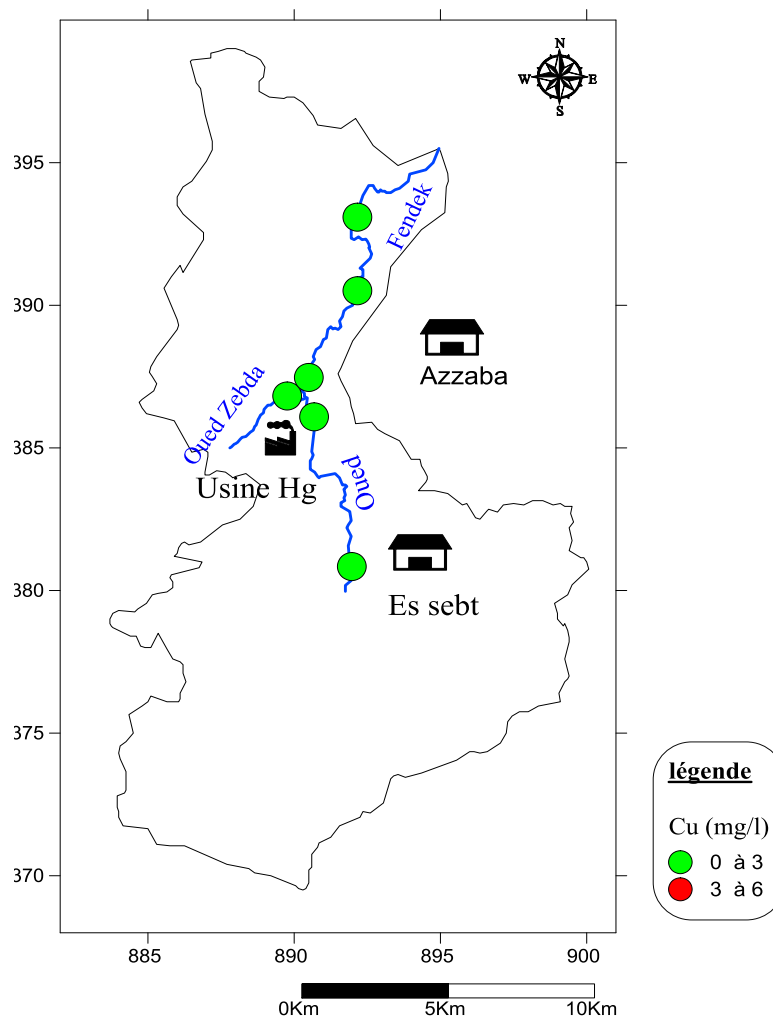 N
W E
S
395
Fendek
390
Azzaba
Oued Zebda
385
Usine Hg
Oued
380
Es sebt
375
légende
Cu (mg/l)
0 à 3
3 à 6
370
885 890 895 900
0Km 5Km 10Km